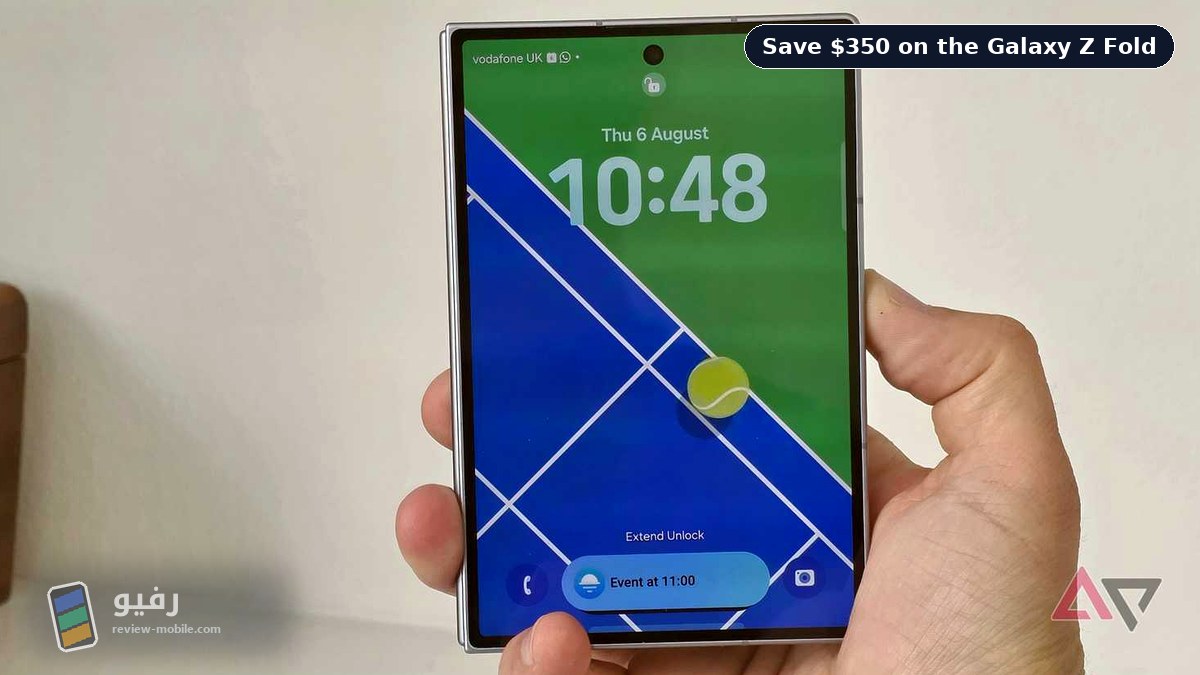 Save $350 on the Galaxy Z Fold
vodafone UK
Thu 6 August
10:48
Extend Unlock
Event at 11:00
رفيو
review-mobile.com